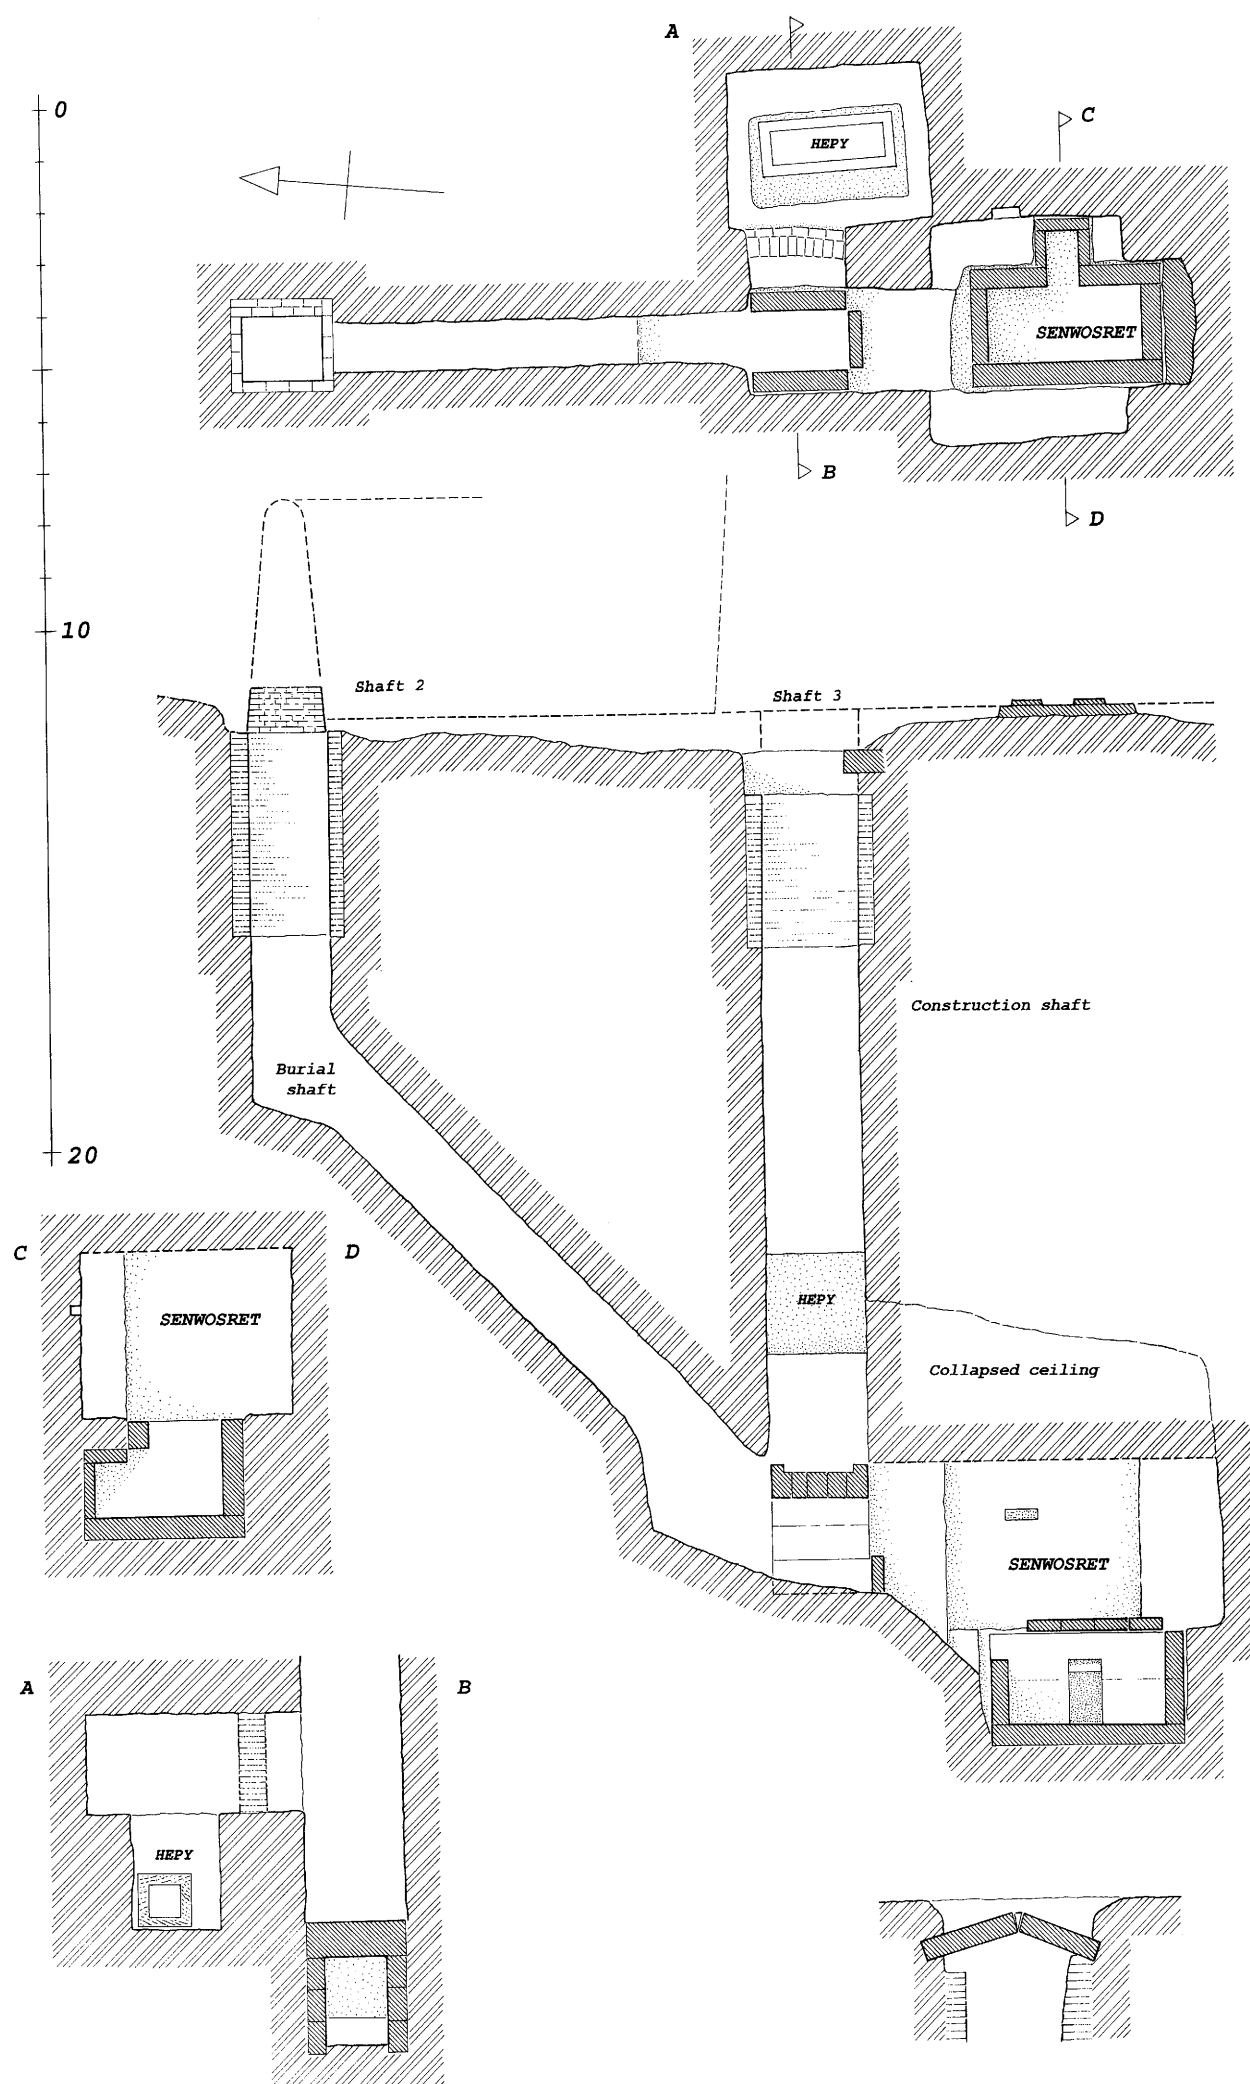 A
0
C
HEPY
SENWOSRET
B
D
10
Shaft 2
Shaft 3
Construction shaft
Burial
shaft
20
C
D
SENWOSRET
HEPY
Collapsed ceiling
SENWOSRET
A
B
HEPY